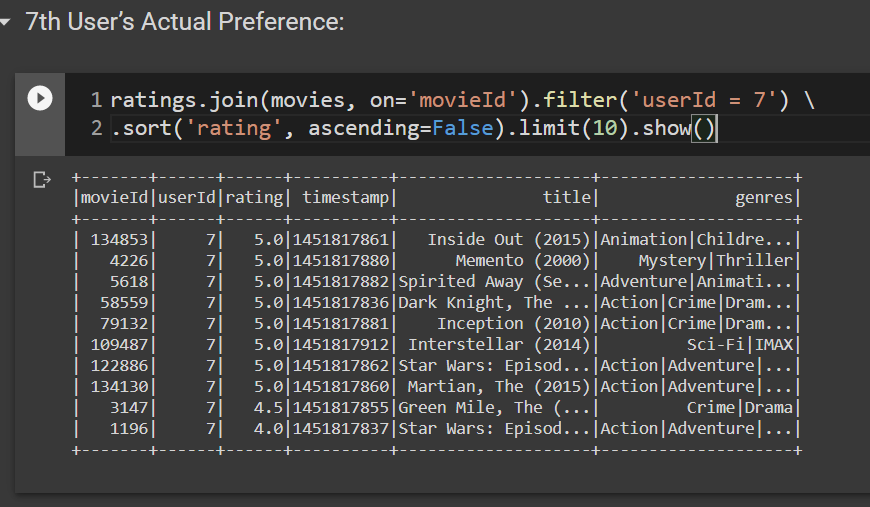 7th User’s Actual Preference:
1 ratings.join(movies, on='movieId').filter('userId = 7') \
2 .sort('rating', ascending=False).limit(10).show()
+-------+------+------+----------+--------------------+--------------------+
|movieId|userId|rating| timestamp|               title|              genres|
+-------+------+------+----------+--------------------+--------------------+
| 134853|     7|   5.0|1451817861|   Inside Out (2015)|Animation|Childre...|
|   4226|     7|   5.0|1451817880|      Memento (2000)|    Mystery|Thriller|
|   5618|     7|   5.0|1451817882|Spirited Away (Se...|Adventure|Animati...|
|  58559|     7|   5.0|1451817836|Dark Knight, The ...|Action|Crime|Dram...|
|  79132|     7|   5.0|1451817881|    Inception (2010)|Action|Crime|Dram...|
| 109487|     7|   5.0|1451817912| Interstellar (2014)|         Sci-Fi|IMAX|
| 122886|     7|   5.0|1451817862|Star Wars: Episod...|Action|Adventure|...|
| 134130|     7|   5.0|1451817860| Martian, The (2015)|Action|Adventure|...|
|   3147|     7|   4.5|1451817855|Green Mile, The (...|         Crime|Drama|
|   1196|     7|   4.0|1451817837|Star Wars: Episod...|Action|Adventure|...|
+-------+------+------+----------+--------------------+--------------------+